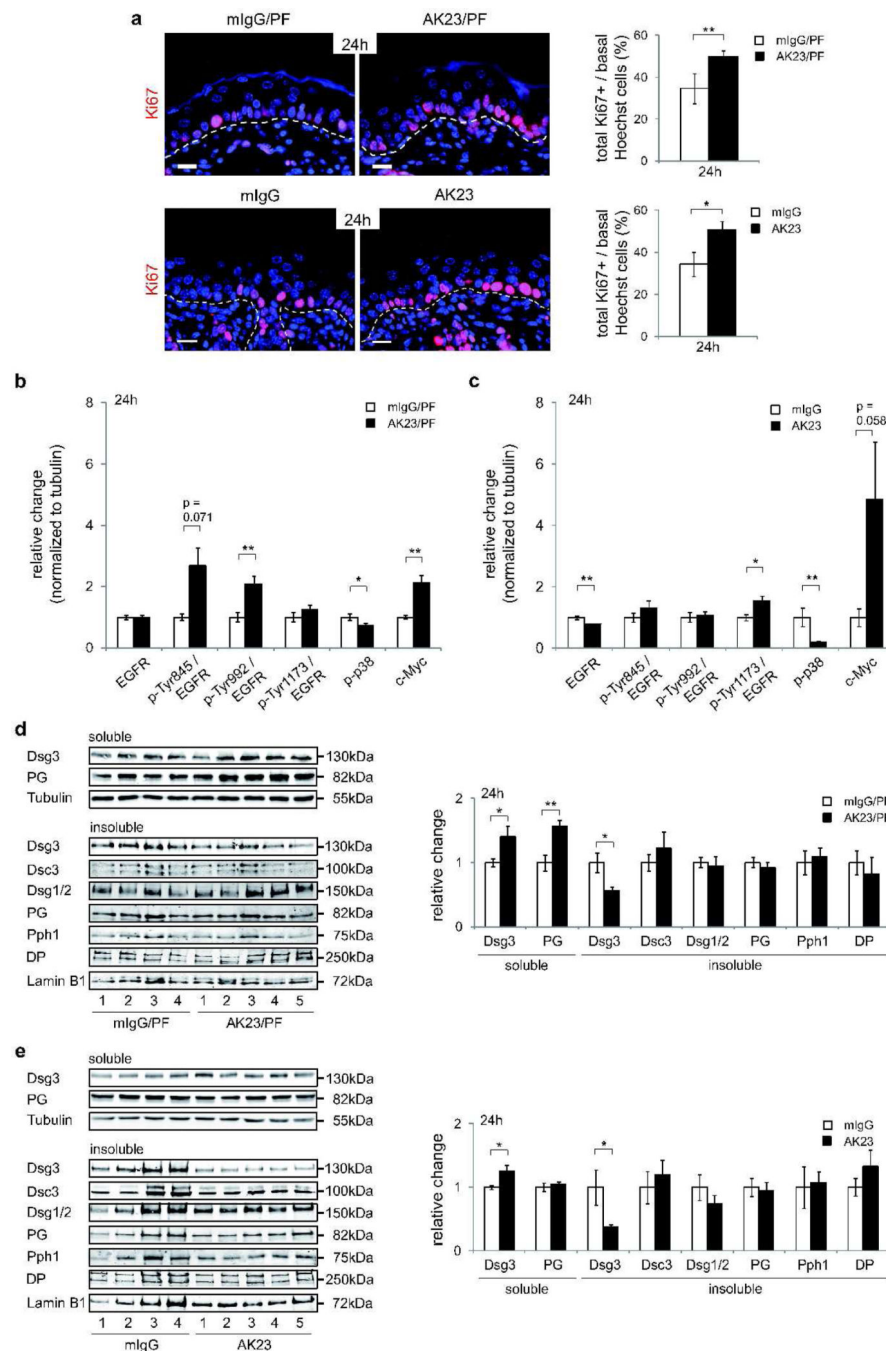 a
mIgG/PF
AK23/PF
24h
Ki67
total Ki67+ / basal
Hoechst cells (%)
60
40
20
0
**
mIgG/PF
AK23/PF
24h
mIgG
AK23
24h
Ki67
total Ki67+ / basal
Hoechst cells (%)
60
40
20
0
*
mIgG
AK23
24h
b
24h
relative change
(normalized to tubulin)
8
6
4
2
0
mIgG/PF
AK23/PF
p =
0.071
**
*
**
EGFR
p-Tyr845 /
EGFR
p-Tyr992 /
EGFR
p-Tyr1173 /
EGFR
p-p38
c-Myc
c
24h
relative change
(normalized to tubulin)
8
6
4
2
0
mIgG
AK23
p =
0.058
**
*
**
EGFR
p-Tyr845 /
EGFR
p-Tyr992 /
EGFR
p-Tyr1173 /
EGFR
p-p38
c-Myc
d
soluble
Dsg3 130kDa
PG 82kDa
Tubulin 55kDa
insoluble
Dsg3 130kDa
Dsc3 100kDa
Dsg1/2 150kDa
PG 82kDa
Pph1 75kDa
DP 250kDa
Lamin B1 72kDa
1 2 3 4 1 2 3 4 5
mIgG/PF AK23/PF
24h
relative change
2
1
0
* ** *
mIgG/PF
AK23/PF
Dsg3 PG Dsg3 Dsc3 Dsg1/2 PG Pph1 DP
soluble insoluble
e
soluble
Dsg3 130kDa
PG 82kDa
Tubulin 55kDa
insoluble
Dsg3 130kDa
Dsc3 100kDa
Dsg1/2 150kDa
PG 82kDa
Pph1 75kDa
DP 250kDa
Lamin B1 72kDa
1 2 3 4 1 2 3 4 5
mIgG AK23
24h
relative change
2
1
0
* *
mIgG
AK23
Dsg3 PG Dsg3 Dsc3 Dsg1/2 PG Pph1 DP
soluble insoluble